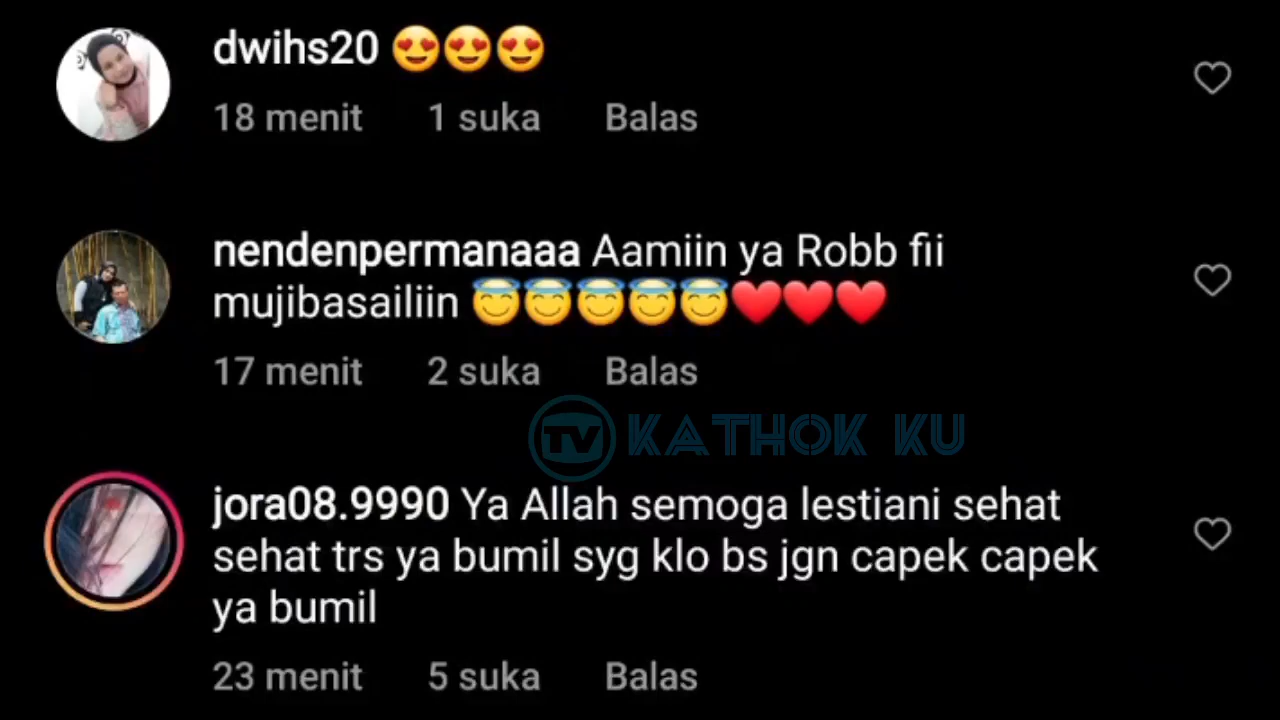 dwihs20 😍😍😍
18 menit 1 suka Balas
nendenpermanaaa Aamiin ya Robb fii
mujibasailiin 😇😇😇😇😇❤️❤️❤️
17 menit 2 suka Balas
TV KATHOK KU
jora08.9990 Ya Allah semoga lestiani sehat
sehat trs ya bumil syg klo bs jgn capek capek
ya bumil
23 menit 5 suka Balas